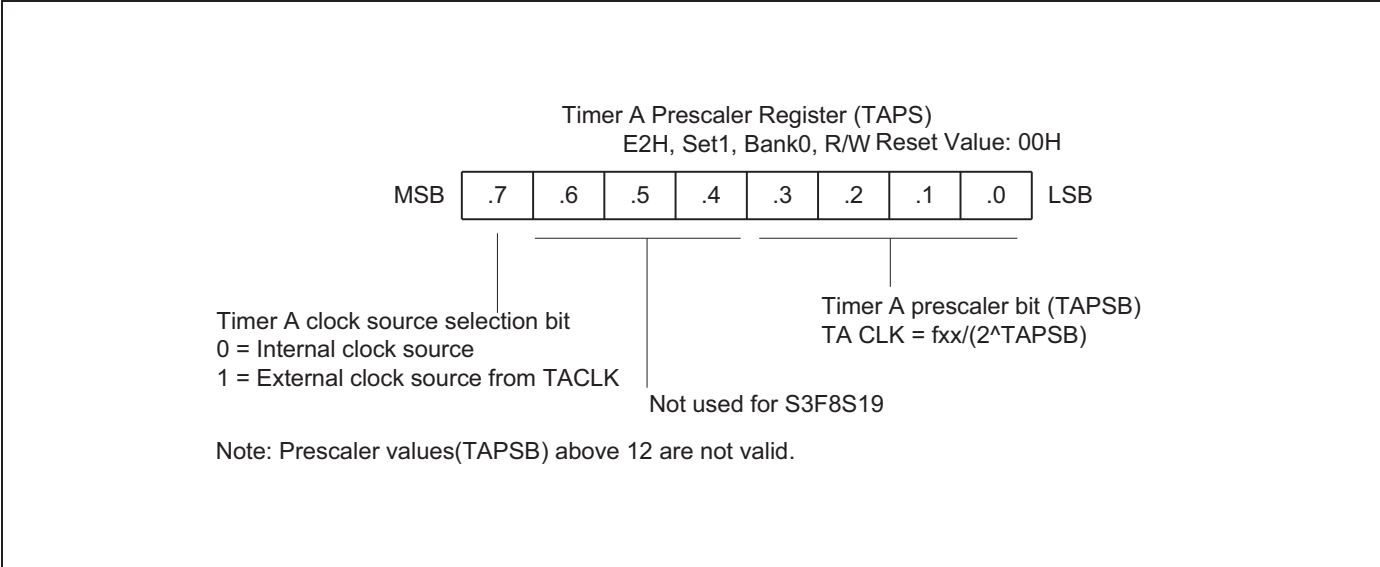 Timer A Prescaler Register (TAPS)
E2H, Set1, Bank0, R/W Reset Value: 00H
MSB .7 .6 .5 .4 .3 .2 .1 .0 LSB
Timer A clock source selection bit
0 = Internal clock source
1 = External clock source from TACLK
Not used for S3F8S19
Timer A prescaler bit (TAPSB)
TA CLK = fxx/(2^TAPSB)
Note: Prescaler values(TAPSB) above 12 are not valid.